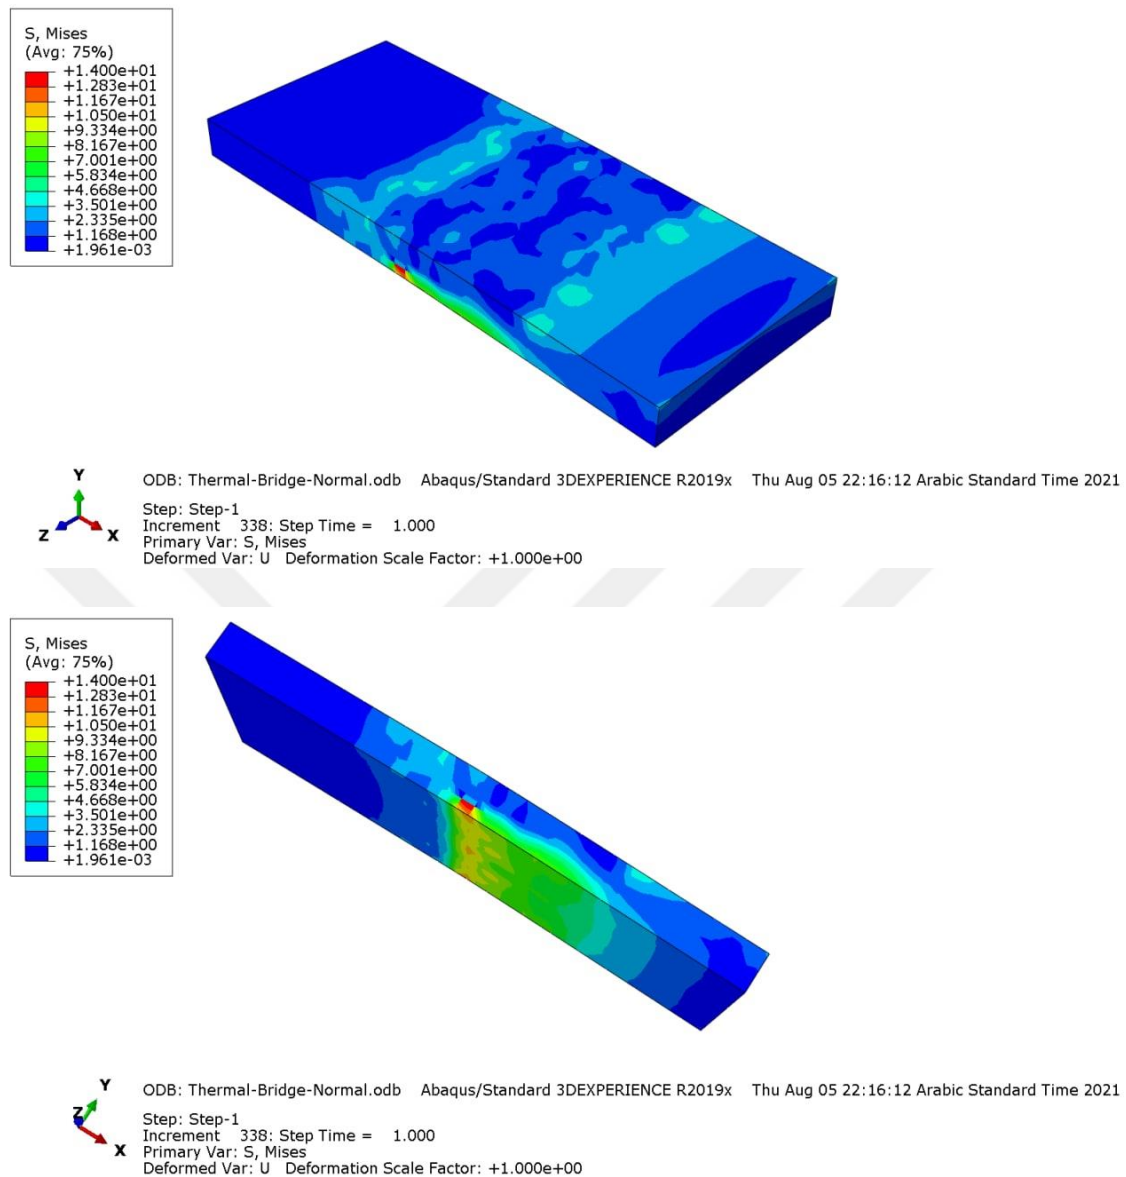 S, Mises
(Avg: 75%)
+1.400e+01
+1.283e+01
+1.167e+01
+1.050e+01
+9.334e+00
+8.167e+00
+7.001e+00
+5.834e+00
+4.668e+00
+3.501e+00
+2.335e+00
+1.168e+00
+1.961e-03
Y
Z
X
ODB: Thermal-Bridge-Normal.odb Abaqus/Standard 3DEXPERIENCE R2019x Thu Aug 05 22:16:12 Arabic Standard Time 2021
Step: Step-1
Increment 338: Step Time = 1.000
Primary Var: S, Mises
Deformed Var: U Deformation Scale Factor: +1.000e+00
S, Mises
(Avg: 75%)
+1.400e+01
+1.283e+01
+1.167e+01
+1.050e+01
+9.334e+00
+8.167e+00
+7.001e+00
+5.834e+00
+4.668e+00
+3.501e+00
+2.335e+00
+1.168e+00
+1.961e-03
Y
Z
X
ODB: Thermal-Bridge-Normal.odb Abaqus/Standard 3DEXPERIENCE R2019x Thu Aug 05 22:16:12 Arabic Standard Time 2021
Step: Step-1
Increment 338: Step Time = 1.000
Primary Var: S, Mises
Deformed Var: U Deformation Scale Factor: +1.000e+00